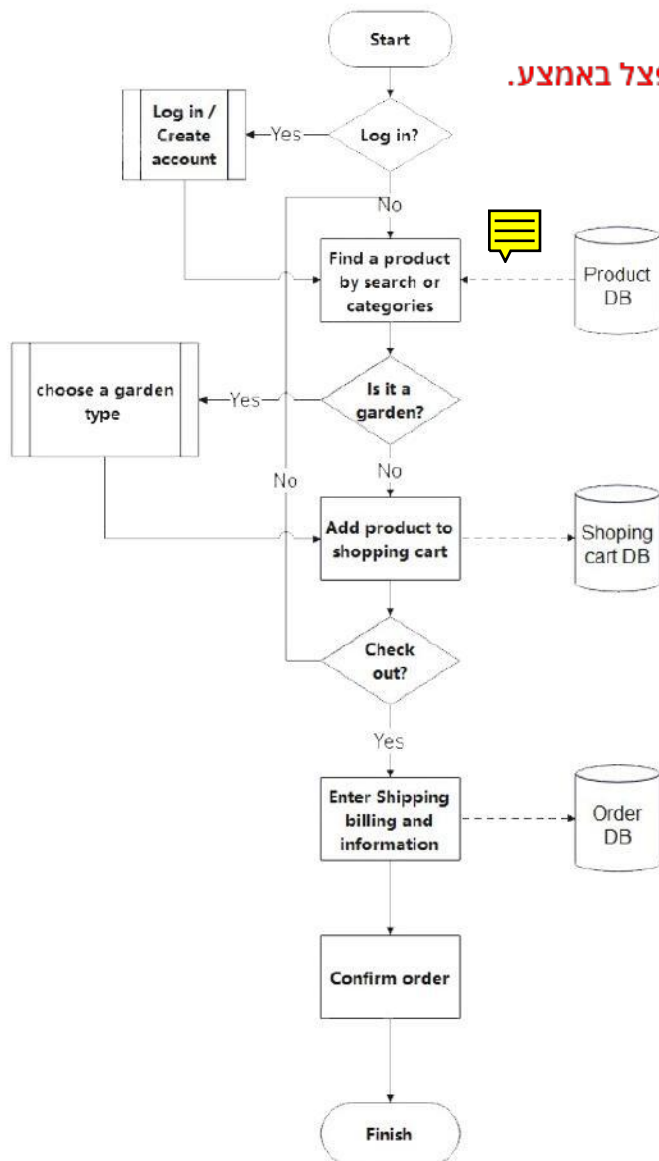 Start
באמצע.
Log in /
Create
account
Yes
Log in?
No
Find a product
by search or
categories
Product
DB
choose a garden
type
Yes
Is it a
garden?
No
No
Add product to
shopping cart
Shoping
cart DB
Check
out?
Yes
Enter Shipping
billing and
information
Order
DB
Confirm order
Finish